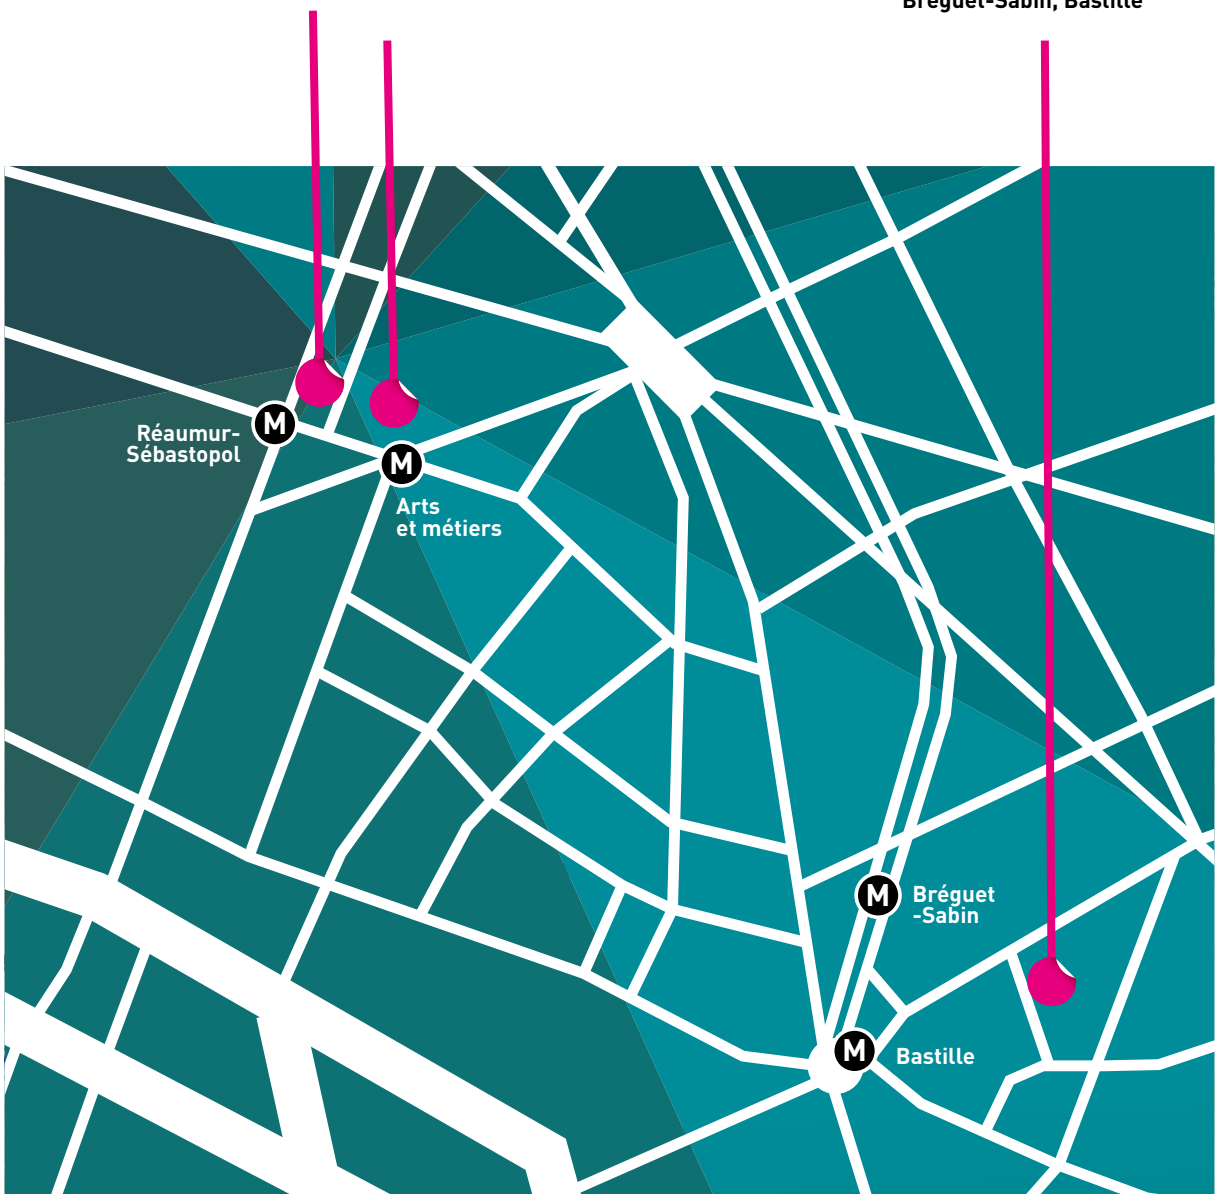 Bréguet-Sabin, Bastille
M
Réaumur-
Sébastopol
M
Arts
et métiers
M
Bréguet
-Sabin
M
Bastille